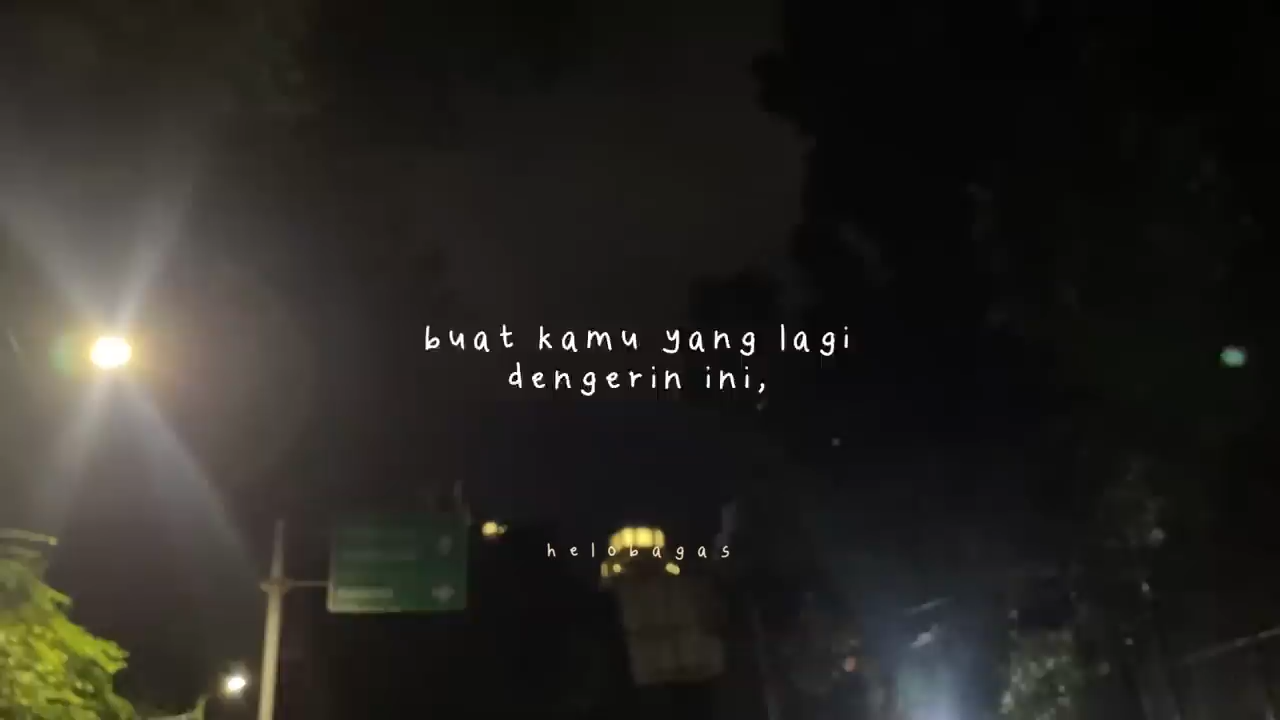 buat kamu yang lagi
dengerin ini,
helobagas